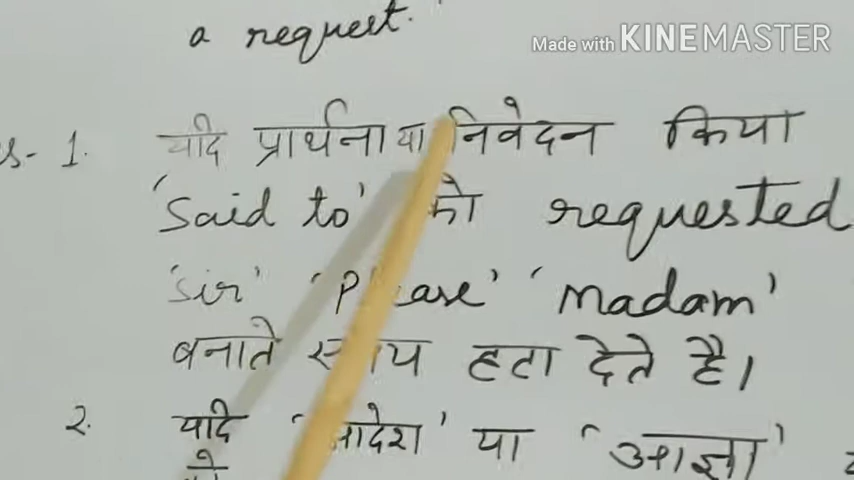 a request.
Made with KINEMASTER
1. यदि प्रार्थना या निवेदन किया
'Said to' को requested
'Sir' 'Please' 'Madam'
बनाते समय हटा देते है।
2. यदि 'आदेश' या 'आज्ञा'